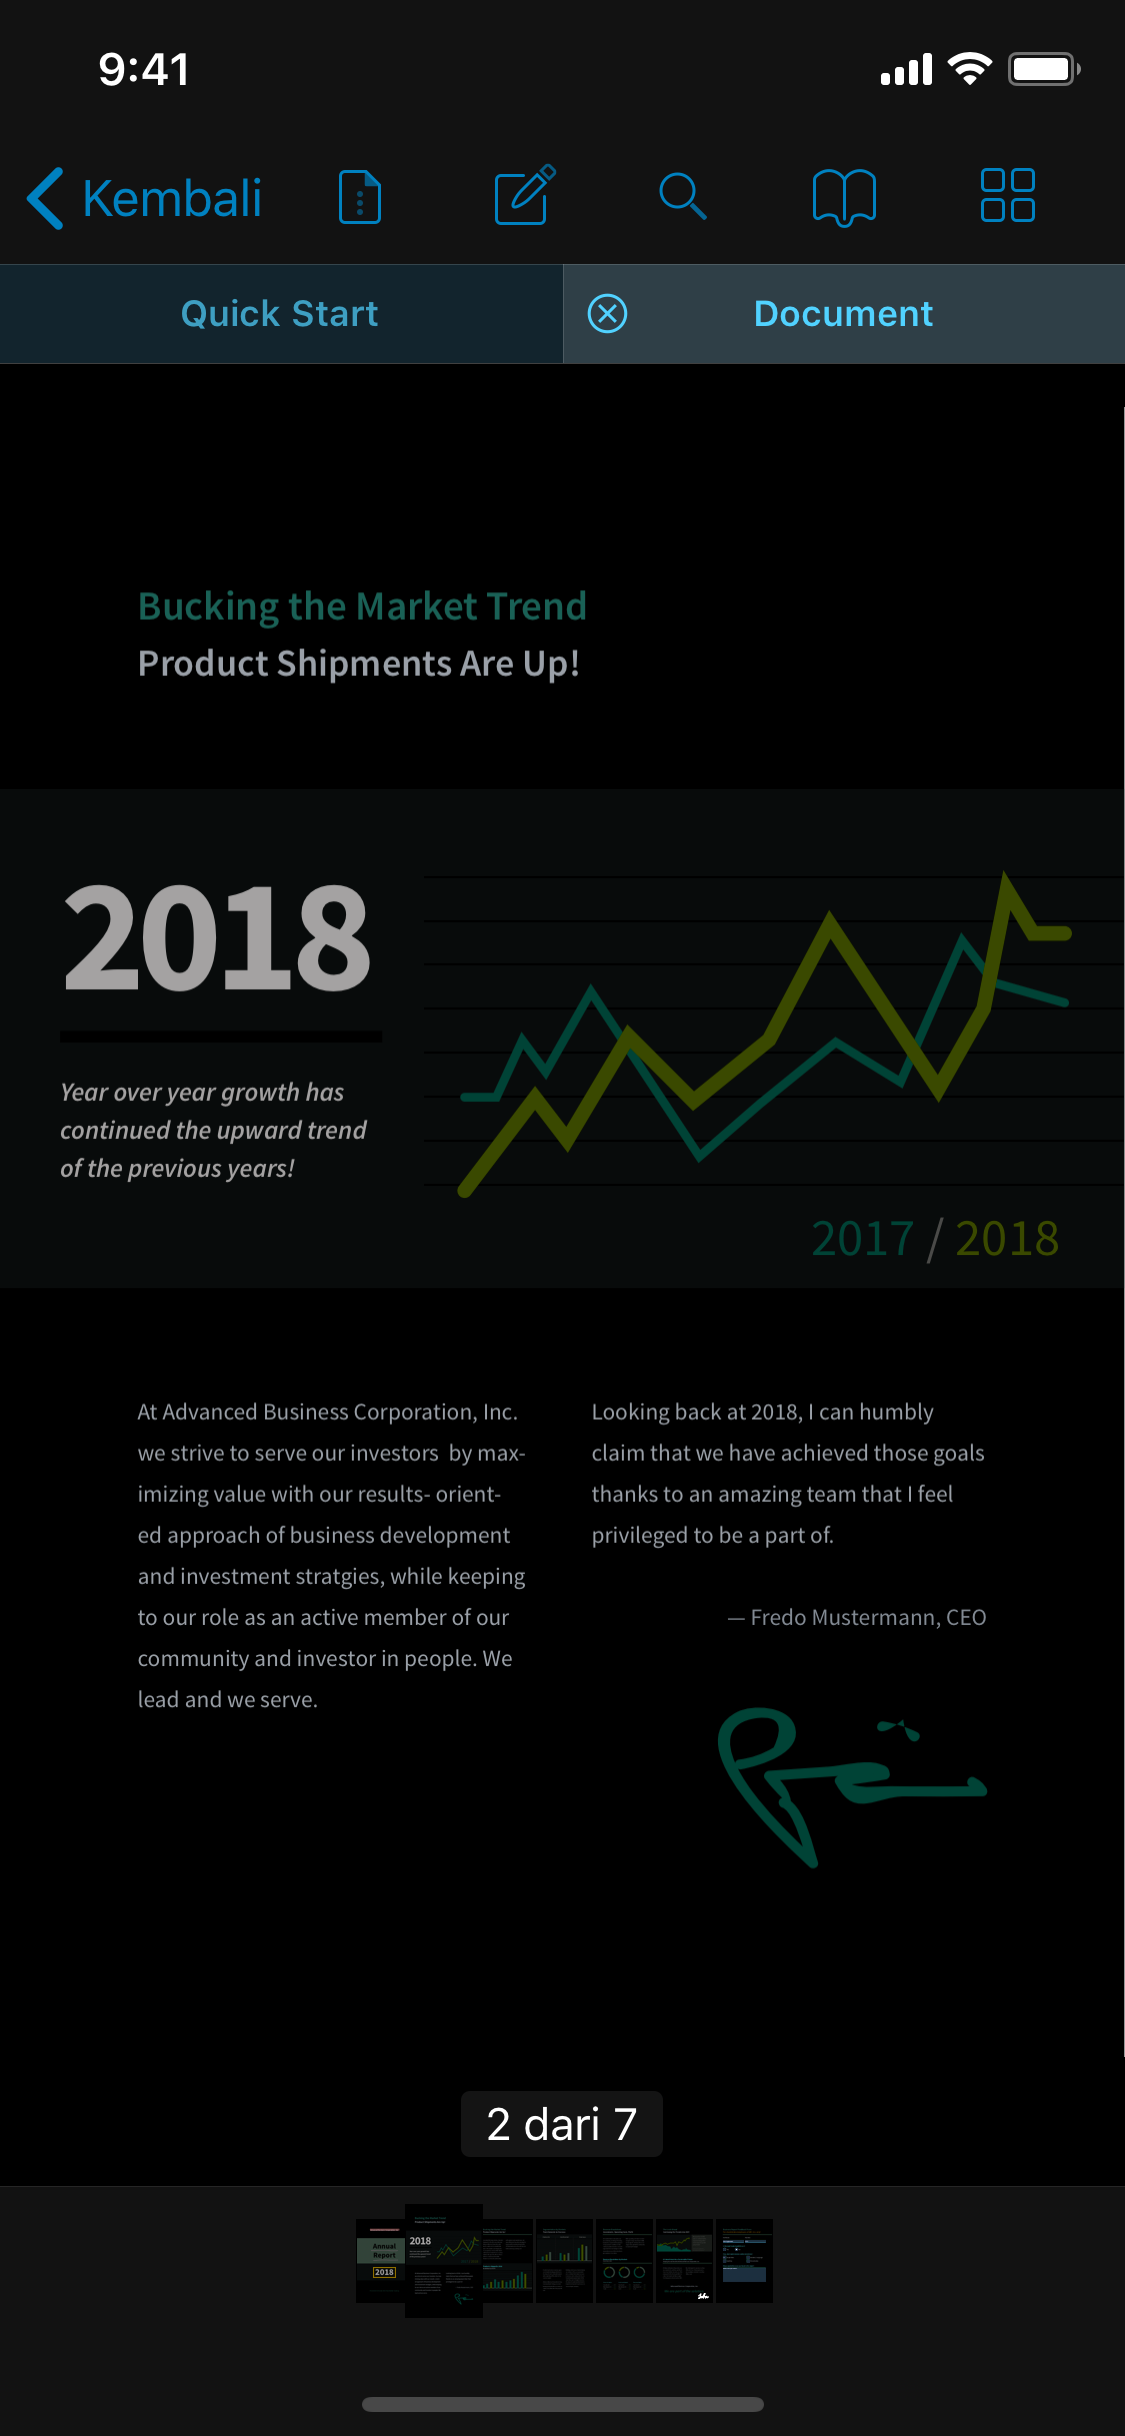 9:41
Kembali
Quick Start
Document
Bucking the Market Trend
Product Shipments Are Up!
2018
Year over year growth has
continued the upward trend
of the previous years!
2017 / 2018
At Advanced Business Corporation, Inc.
we strive to serve our investors by max-
imizing value with our results- orient-
ed approach of business development
and investment stratgies, while keeping
to our role as an active member of our
community and investor in people. We
lead and we serve.
Looking back at 2018, I can humbly
claim that we have achieved those goals
thanks to an amazing team that I feel
privileged to be a part of.
— Fredo Mustermann, CEO
2 dari 7
Annual
Report
2018
2018